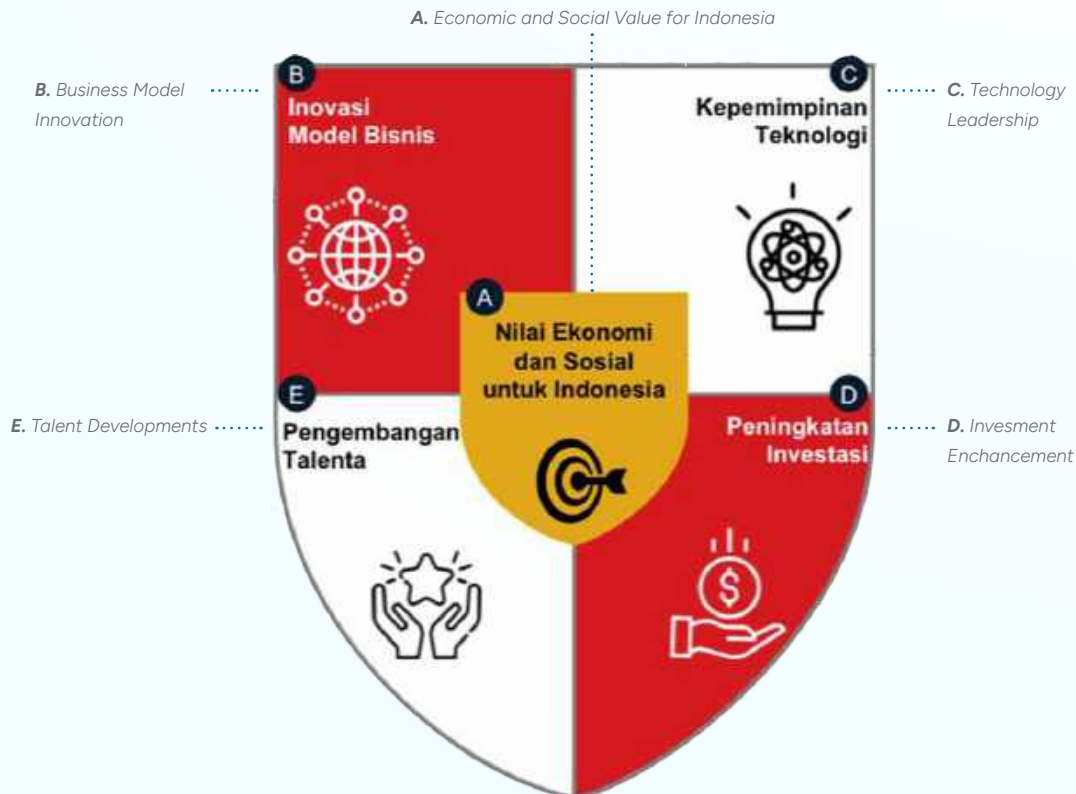 A. Economic and Social Value for Indonesia
B. Business Model
Innovation
B
Inovasi
Model Bisnis
C
Kepemimpinan
Teknologi
C. Technology
Leadership
A
Nilai Ekonomi
dan Sosial
untuk Indonesia
E. Talent Developments
E
Pengembangan
Talenta
D
Peningkatan
Investasi
$
D. Invesment
Enchancement